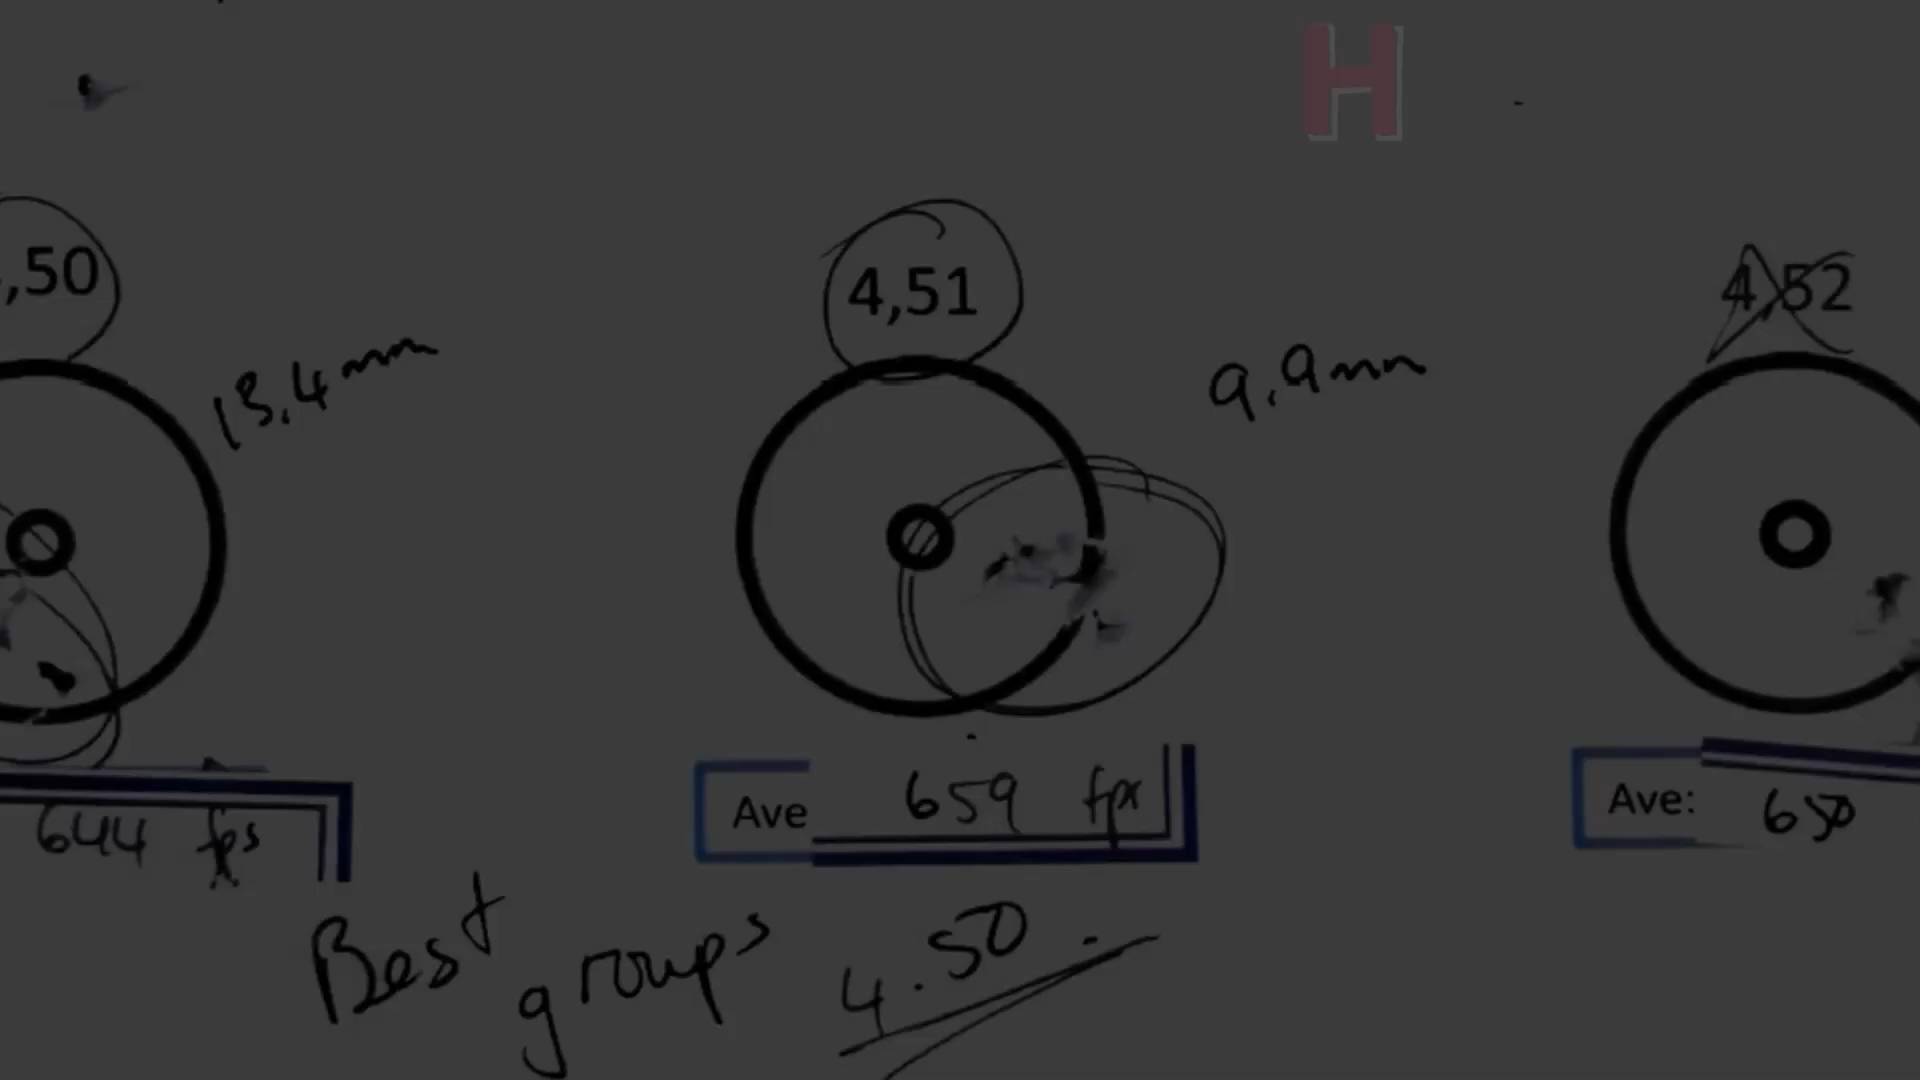 H
,50
4,51
4,52
13.4mm
9.9mm
644 fps
Ave 659 fps
Ave: 650
Best groups 4.50